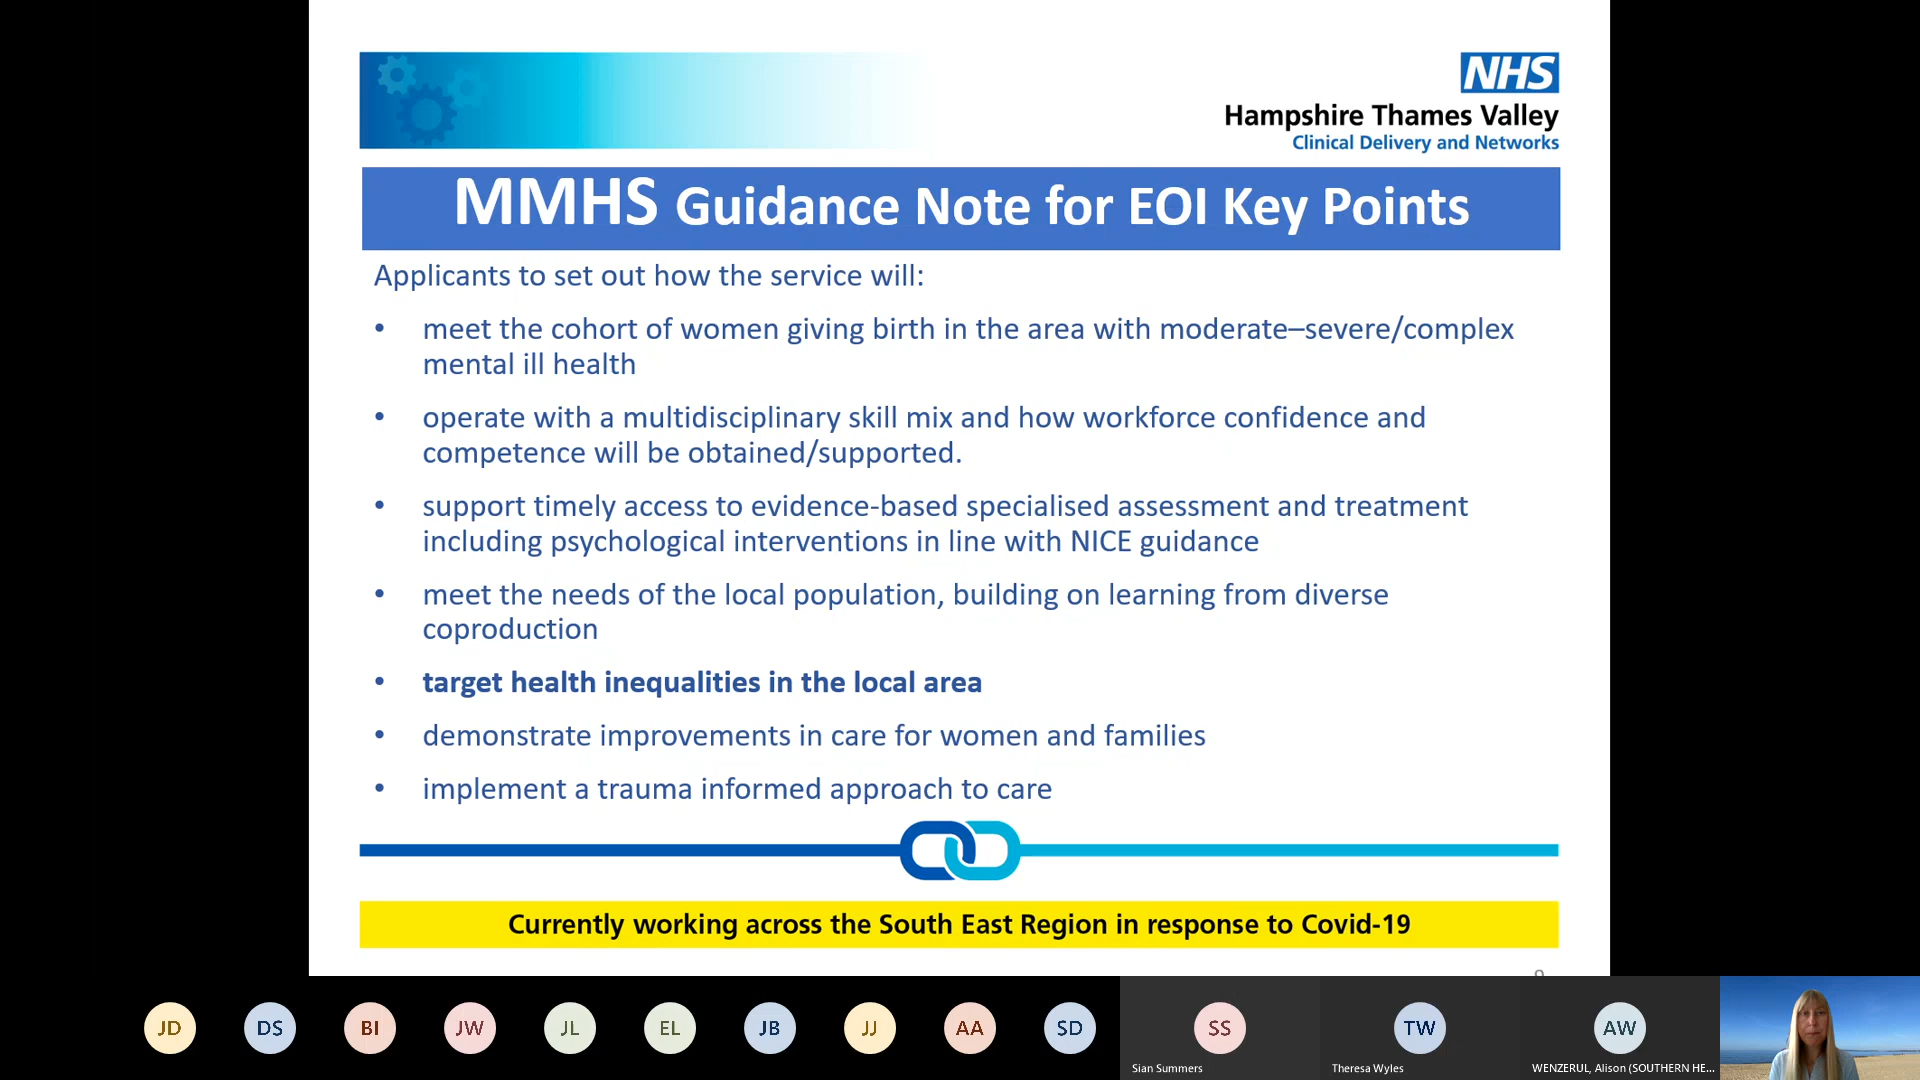 NHS
Hampshire Thames Valley
Clinical Delivery and Networks
MMHS Guidance Note for EOI Key Points
Applicants to set out how the service will:
• meet the cohort of women giving birth in the area with moderate–severe/complex
mental ill health
• operate with a multidisciplinary skill mix and how workforce confidence and
competence will be obtained/supported.
• support timely access to evidence-based specialised assessment and treatment
including psychological interventions in line with NICE guidance
• meet the needs of the local population, building on learning from diverse
coproduction
• target health inequalities in the local area
• demonstrate improvements in care for women and families
• implement a trauma informed approach to care
Currently working across the South East Region in response to Covid-19
JD DS BI JW JL EL JB JJ AA SD SS TW AW
Sian Summers Theresa Wyles WENZERUL, Alison (SOUTHERN HE...